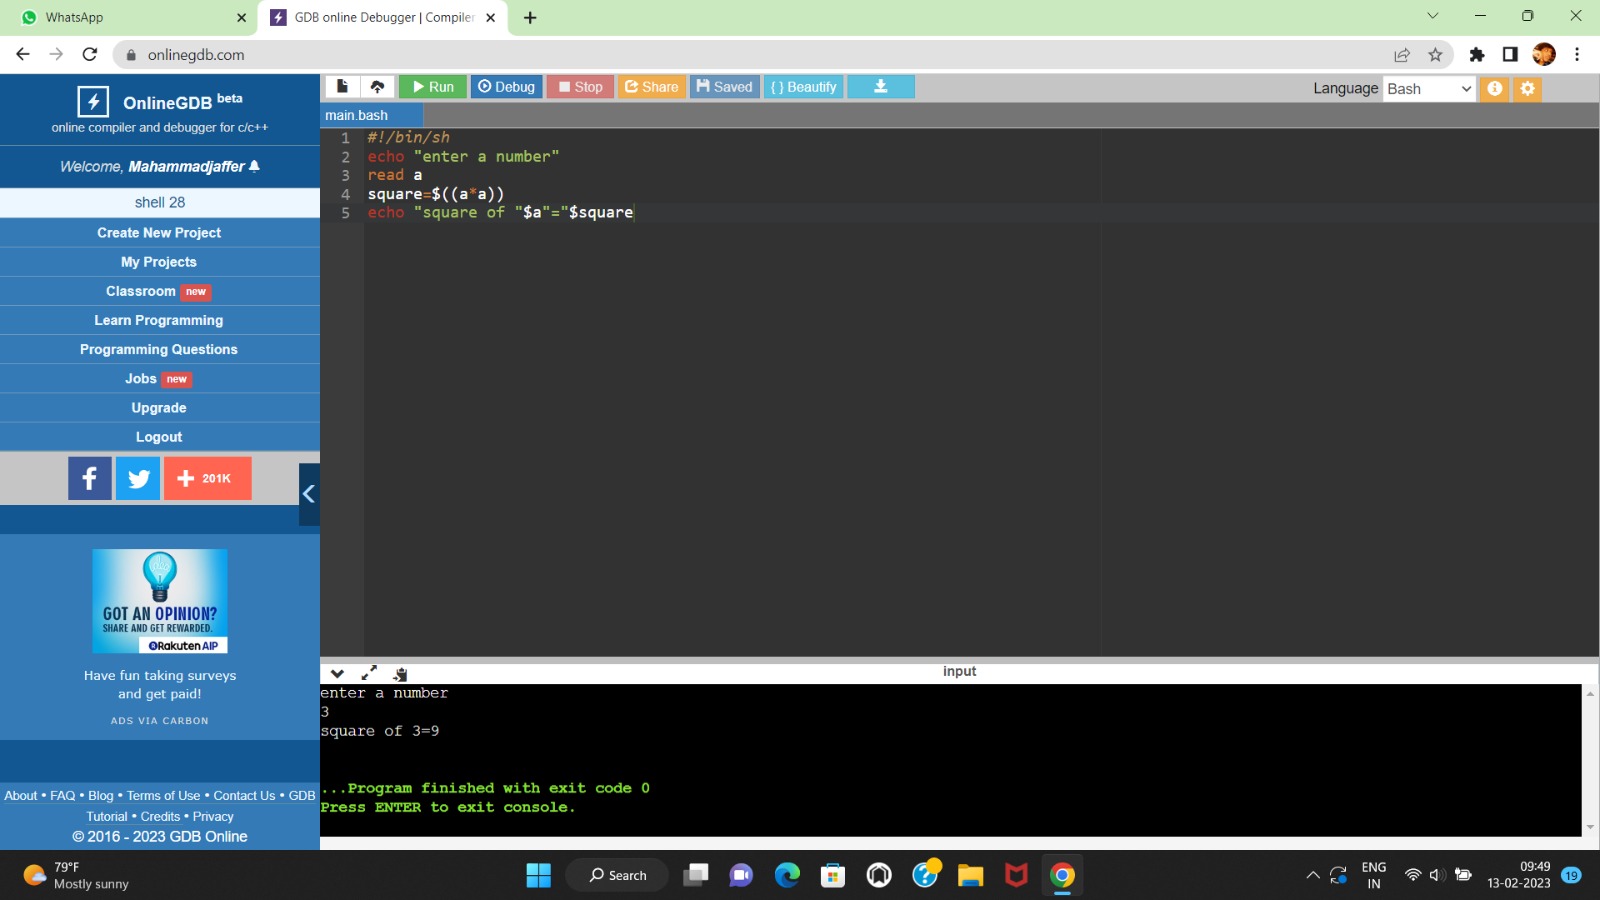 WhatsApp
GDB online Debugger | Compiler
onlinegdb.com
OnlineGDB beta
online compiler and debugger for c/c++
Welcome, Mahammadjaffer
shell 28
Create New Project
My Projects
Classroom new
Learn Programming
Programming Questions
Jobs new
Upgrade
Logout
201K
GOT AN OPINION?
SHARE AND GET REWARDED.
Rakuten AIP
Have fun taking surveys
and get paid!
ADS VIA CARBON
About • FAQ • Blog • Terms of Use • Contact Us • GDB
Tutorial • Credits • Privacy
© 2016 - 2023 GDB Online
Run Debug Stop Share Saved { } Beautify
Language Bash
main.bash
1 #!/bin/sh
2 echo "enter a number"
3 read a
4 square=$((a*a))
5 echo "square of "$a"="$square
input
enter a number
3
square of 3=9
...Program finished with exit code 0
Press ENTER to exit console.
79°F
Mostly sunny
Search
ENG
IN
09:49
13-02-2023
19